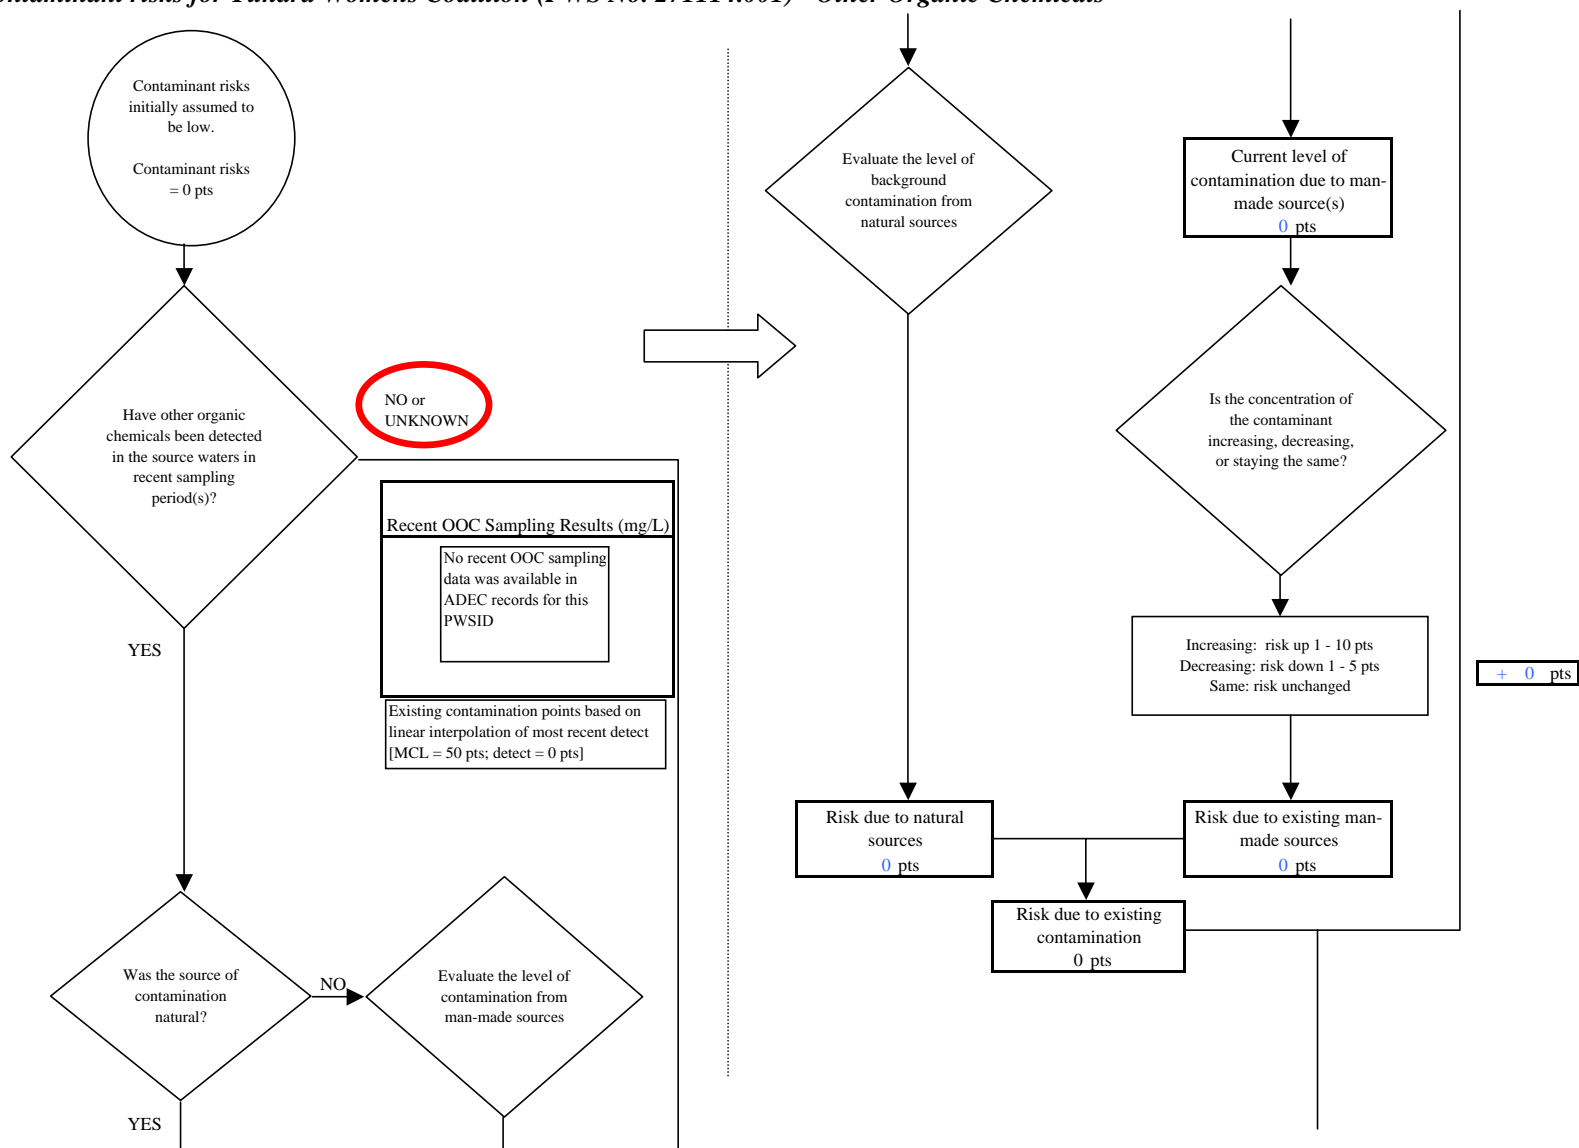 Contaminant risks
initially assumed to
be low.
Contaminant risks
= 0 pts
Have other organic
chemicals been detected
in the source waters in
recent sampling
period(s)?
NO or
UNKNOWN
Recent OOC Sampling Results (mg/L)
No recent OOC sampling
data was available in
ADEC records for this
PWSID
YES
Existing contamination points based on
linear interpolation of most recent detect
[MCL = 50 pts; detect = 0 pts]
Was the source of
contamination
natural?
NO
Evaluate the level of
contamination from
man-made sources
YES
Evaluate the level of
background
contamination from
natural sources
Current level of
contamination due to man-
made source(s)
0 pts
Is the concentration of
the contaminant
increasing, decreasing,
or staying the same?
Increasing: risk up 1 - 10 pts
Decreasing: risk down 1 - 5 pts
Same: risk unchanged
+ 0 pts
Risk due to natural
sources
0 pts
Risk due to existing man-
made sources
0 pts
Risk due to existing
contamination
0 pts